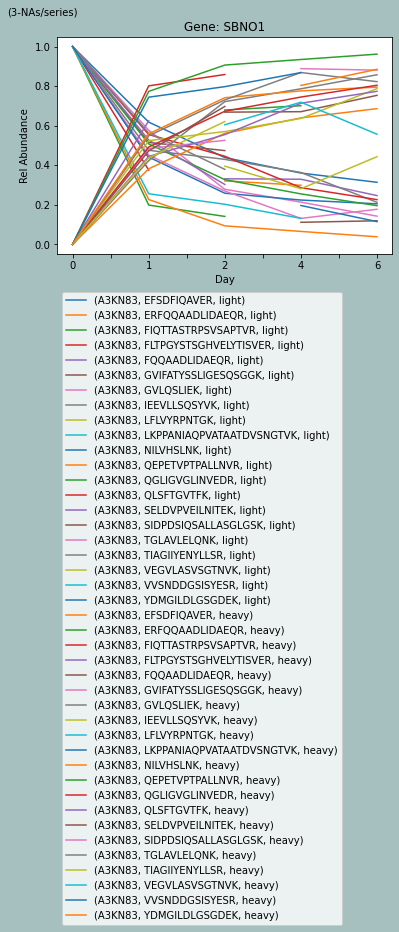 (3-NAs/series)
Gene: SBNO1
1.0
0.8
0.6
0.4
0.2
0.0
Rel Abundance
0
1
2
4
6
Day
(A3KN83, EFSDFIQAVER, light)
(A3KN83, ERFQQAADLIDAEQR, light)
(A3KN83, FIQTTASTRPSVSAPTVR, light)
(A3KN83, FLTPGYSTSGHVELYTISVER, light)
(A3KN83, FQQAADLIDAEQR, light)
(A3KN83, GVIFATYSSLIGESQSGGK, light)
(A3KN83, GVLQSLIEK, light)
(A3KN83, IEEVLLSQSYVK, light)
(A3KN83, LFLVYRPNTGK, light)
(A3KN83, LKPPANIAQPVATAATDVSNGTVK, light)
(A3KN83, NILVHSLNK, light)
(A3KN83, QEPETVPTPALLNVR, light)
(A3KN83, QGLIGVGLINVEDR, light)
(A3KN83, QLSFTGVTFK, light)
(A3KN83, SELDVPVEILNITEK, light)
(A3KN83, SIDPDSIQSALLASGLGSK, light)
(A3KN83, TGLAVLELQNK, light)
(A3KN83, TIAGIIYENYLLSR, light)
(A3KN83, VEGVLASVSGTNVK, light)
(A3KN83, VVSNDDGSISYESR, light)
(A3KN83, YDMGILDLGSGDEK, light)
(A3KN83, EFSDFIQAVER, heavy)
(A3KN83, ERFQQAADLIDAEQR, heavy)
(A3KN83, FIQTTASTRPSVSAPTVR, heavy)
(A3KN83, FLTPGYSTSGHVELYTISVER, heavy)
(A3KN83, FQQAADLIDAEQR, heavy)
(A3KN83, GVIFATYSSLIGESQSGGK, heavy)
(A3KN83, GVLQSLIEK, heavy)
(A3KN83, IEEVLLSQSYVK, heavy)
(A3KN83, LFLVYRPNTGK, heavy)
(A3KN83, LKPPANIAQPVATAATDVSNGTVK, heavy)
(A3KN83, NILVHSLNK, heavy)
(A3KN83, QEPETVPTPALLNVR, heavy)
(A3KN83, QGLIGVGLINVEDR, heavy)
(A3KN83, QLSFTGVTFK, heavy)
(A3KN83, SELDVPVEILNITEK, heavy)
(A3KN83, SIDPDSIQSALLASGLGSK, heavy)
(A3KN83, TGLAVLELQNK, heavy)
(A3KN83, TIAGIIYENYLLSR, heavy)
(A3KN83, VEGVLASVSGTNVK, heavy)
(A3KN83, VVSNDDGSISYESR, heavy)
(A3KN83, YDMGILDLGSGDEK, heavy)